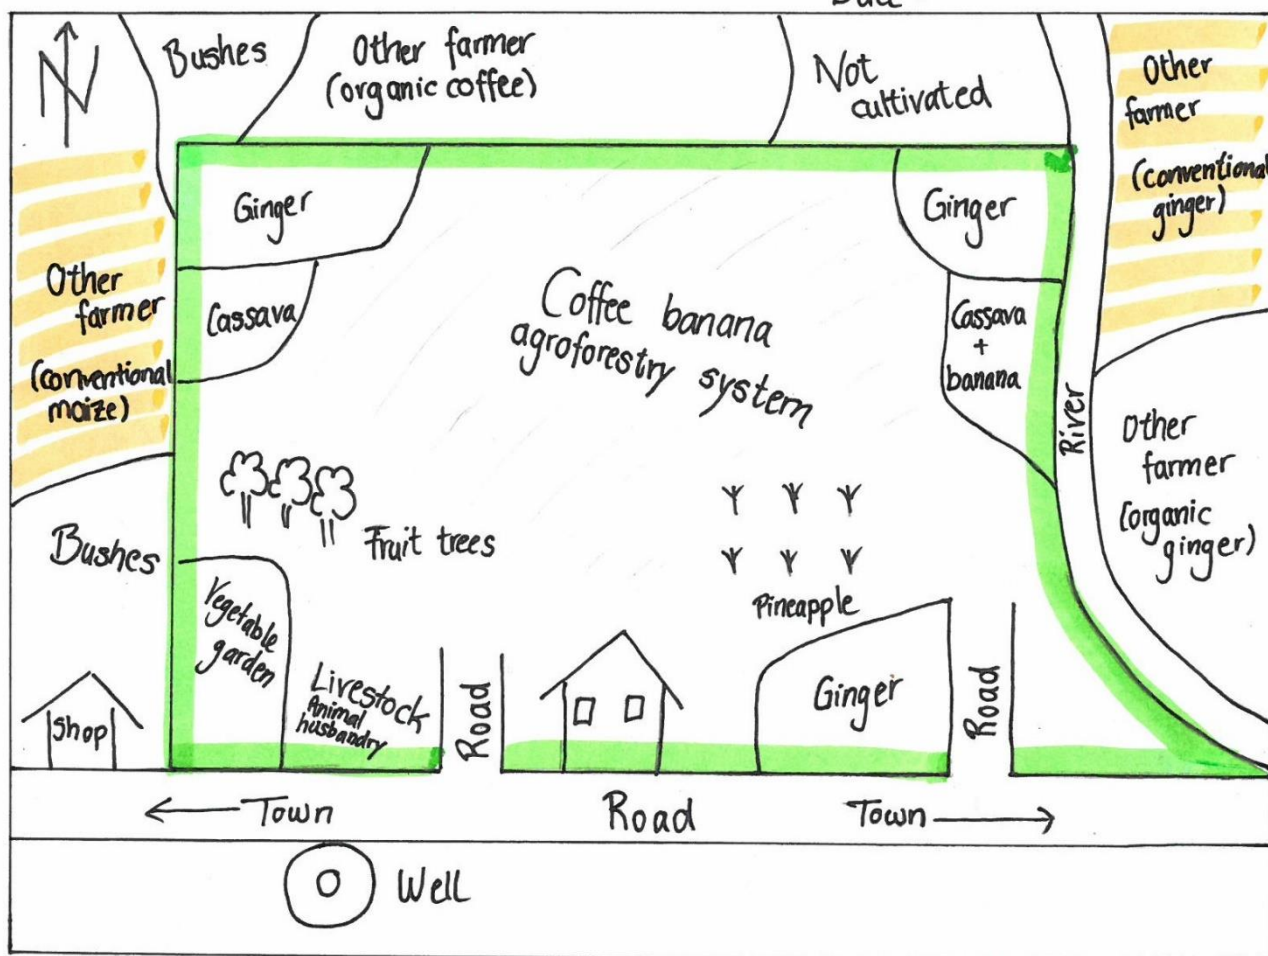 N
Bushes
Other farmer
(organic coffee)
Not
cultivated
Other
farmer
(conventional
ginger)
Ginger
Ginger
Other
farmer
(conventional
maize)
Cassava
Coffee banana
agroforestry system
Cassava
+
banana
River
Other
farmer
(organic
ginger)
Bushes
Fruit trees
Pineapple
Vegetable
garden
Livestock
Animal
husbandry
Road
Ginger
Road
Shop
Town
Road
Town
Well